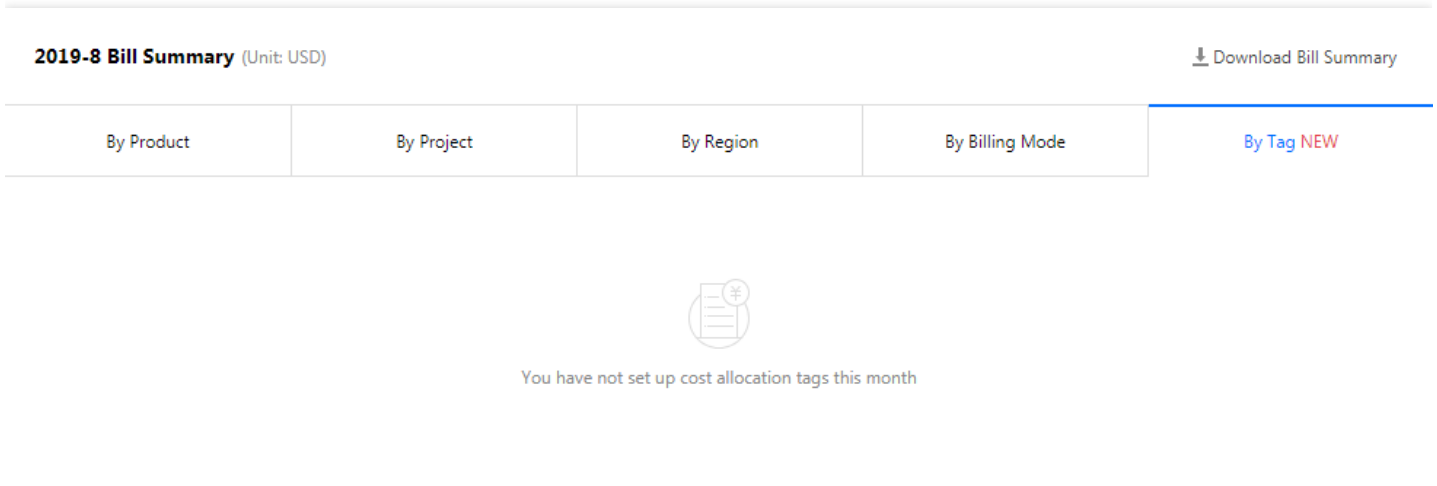 2019-8 Bill Summary (Unit: USD)
Download Bill Summary
By Product
By Project
By Region
By Billing Mode
By Tag NEW
¥
You have not set up cost allocation tags this month